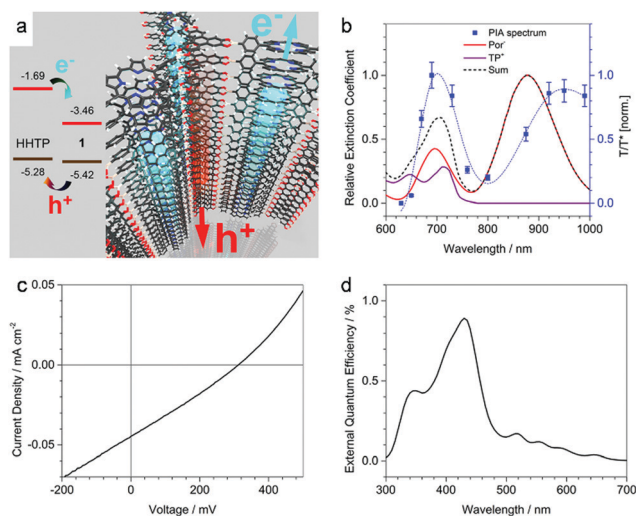 a
e-
-1.69
e-
-3.46
HHTP
1
-5.28
-5.42
h+
h+
b
PIA spectrum
Por-
TP+
Sum
Relative Extinction Coefficient
1.0
0.5
0.0
T/T* [norm.]
1.0
0.5
0.0
600 700 800 900 1000
Wavelength / nm
c
Current Density / mA cm-2
0.05
0.00
-0.05
-200 0 200 400
Voltage / mV
d
External Quantum Efficiency / %
1.0
0.5
0.0
300 400 500 600 700
Wavelength / nm